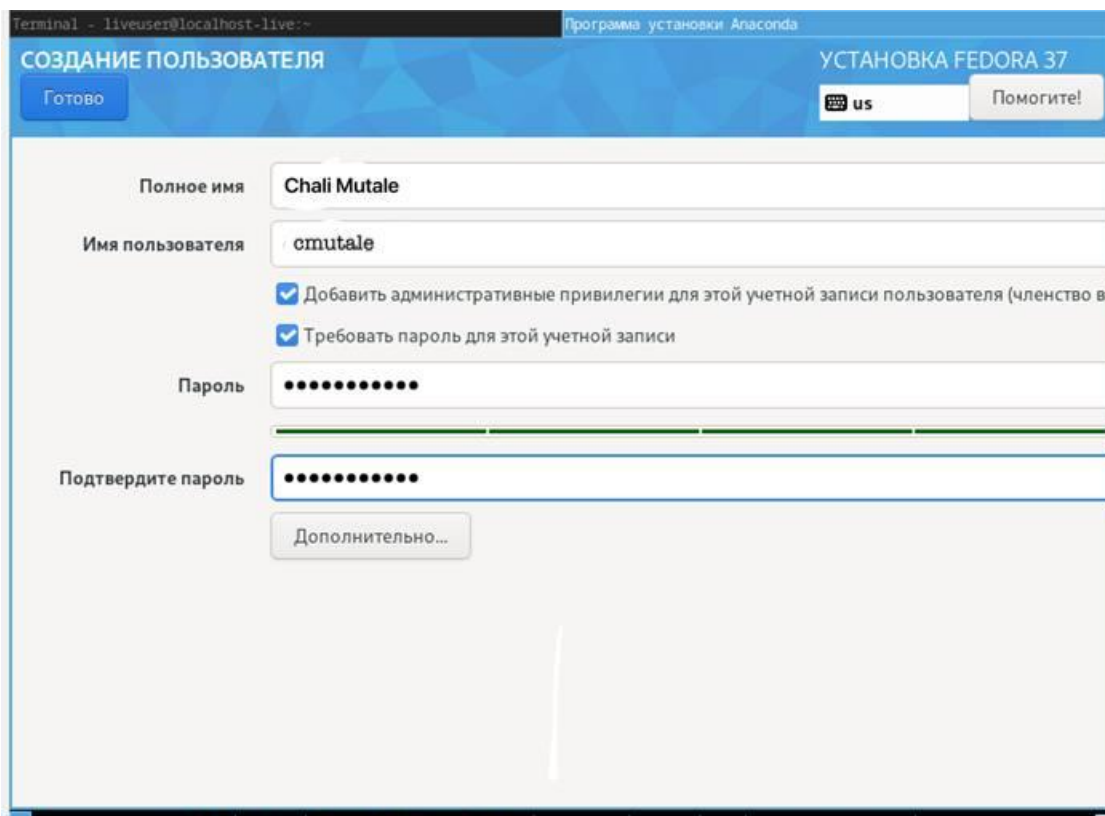 Terminal - liveuser@localhost-live:~ Программа установки Anaconda
СОЗДАНИЕ ПОЛЬЗОВАТЕЛЯ УСТАНОВКА FEDORA 37
Готово us Помогите!
Полное имя Chali Mutale
Имя пользователя cmutale
Добавить административные привилегии для этой учетной записи пользователя (членство в
Требовать пароль для этой учетной записи
Пароль •••••••••••
Подтвердите пароль •••••••••••
Дополнительно...